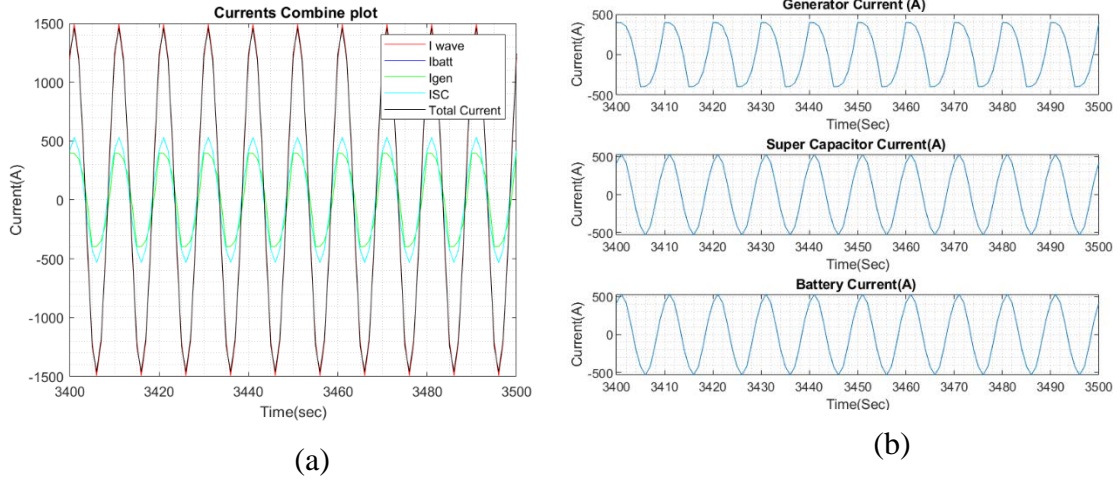 Currents Combine plot
1500
1000
500
0
-500
-1000
-1500
Current(A)
I wave
Ibatt
Igen
ISC
Total Current
3400 3420 3440 3460 3480 3500
Time(sec)
(a)
Generator Current (A)
500
0
-500
Current(A)
3400 3410 3420 3430 3440 3450 3460 3470 3480 3490 3500
Time(Sec)
Super Capacitor Current(A)
500
0
-500
Current(A)
3400 3410 3420 3430 3440 3450 3460 3470 3480 3490 3500
Time(Sec)
Battery Current(A)
500
0
-500
Current(A)
3400 3410 3420 3430 3440 3450 3460 3470 3480 3490 3500
Time(Sec)
(b)